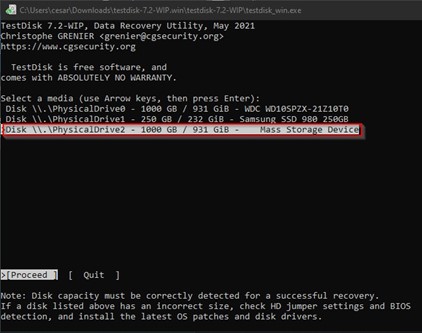 C:\Users\cesar\Downloads\testdisk-7.2-WIP.win\testdisk-7.2-WIP\testdisk_win.exe
TestDisk 7.2-WIP, Data Recovery Utility, May 2021
Christophe GRENIER <grenier@cgsecurity.org>
https://www.cgsecurity.org
TestDisk is free software, and
comes with ABSOLUTELY NO WARRANTY.
Select a media (use Arrow keys, then press Enter):
Disk \\.\PhysicalDrive0 - 1000 GB / 931 GiB - WDC WD10SPZX-21Z10T0
Disk \\.\PhysicalDrive1 - 250 GB / 232 GiB - Samsung SSD 980 250GB
>Disk \\.\PhysicalDrive2 - 1000 GB / 931 GiB -    Mass Storage Device
>[Proceed ]  [  Quit  ]
Note: Disk capacity must be correctly detected for a successful recovery.
If a disk listed above has an incorrect size, check HD jumper settings and BIOS
detection, and install the latest OS patches and disk drivers.